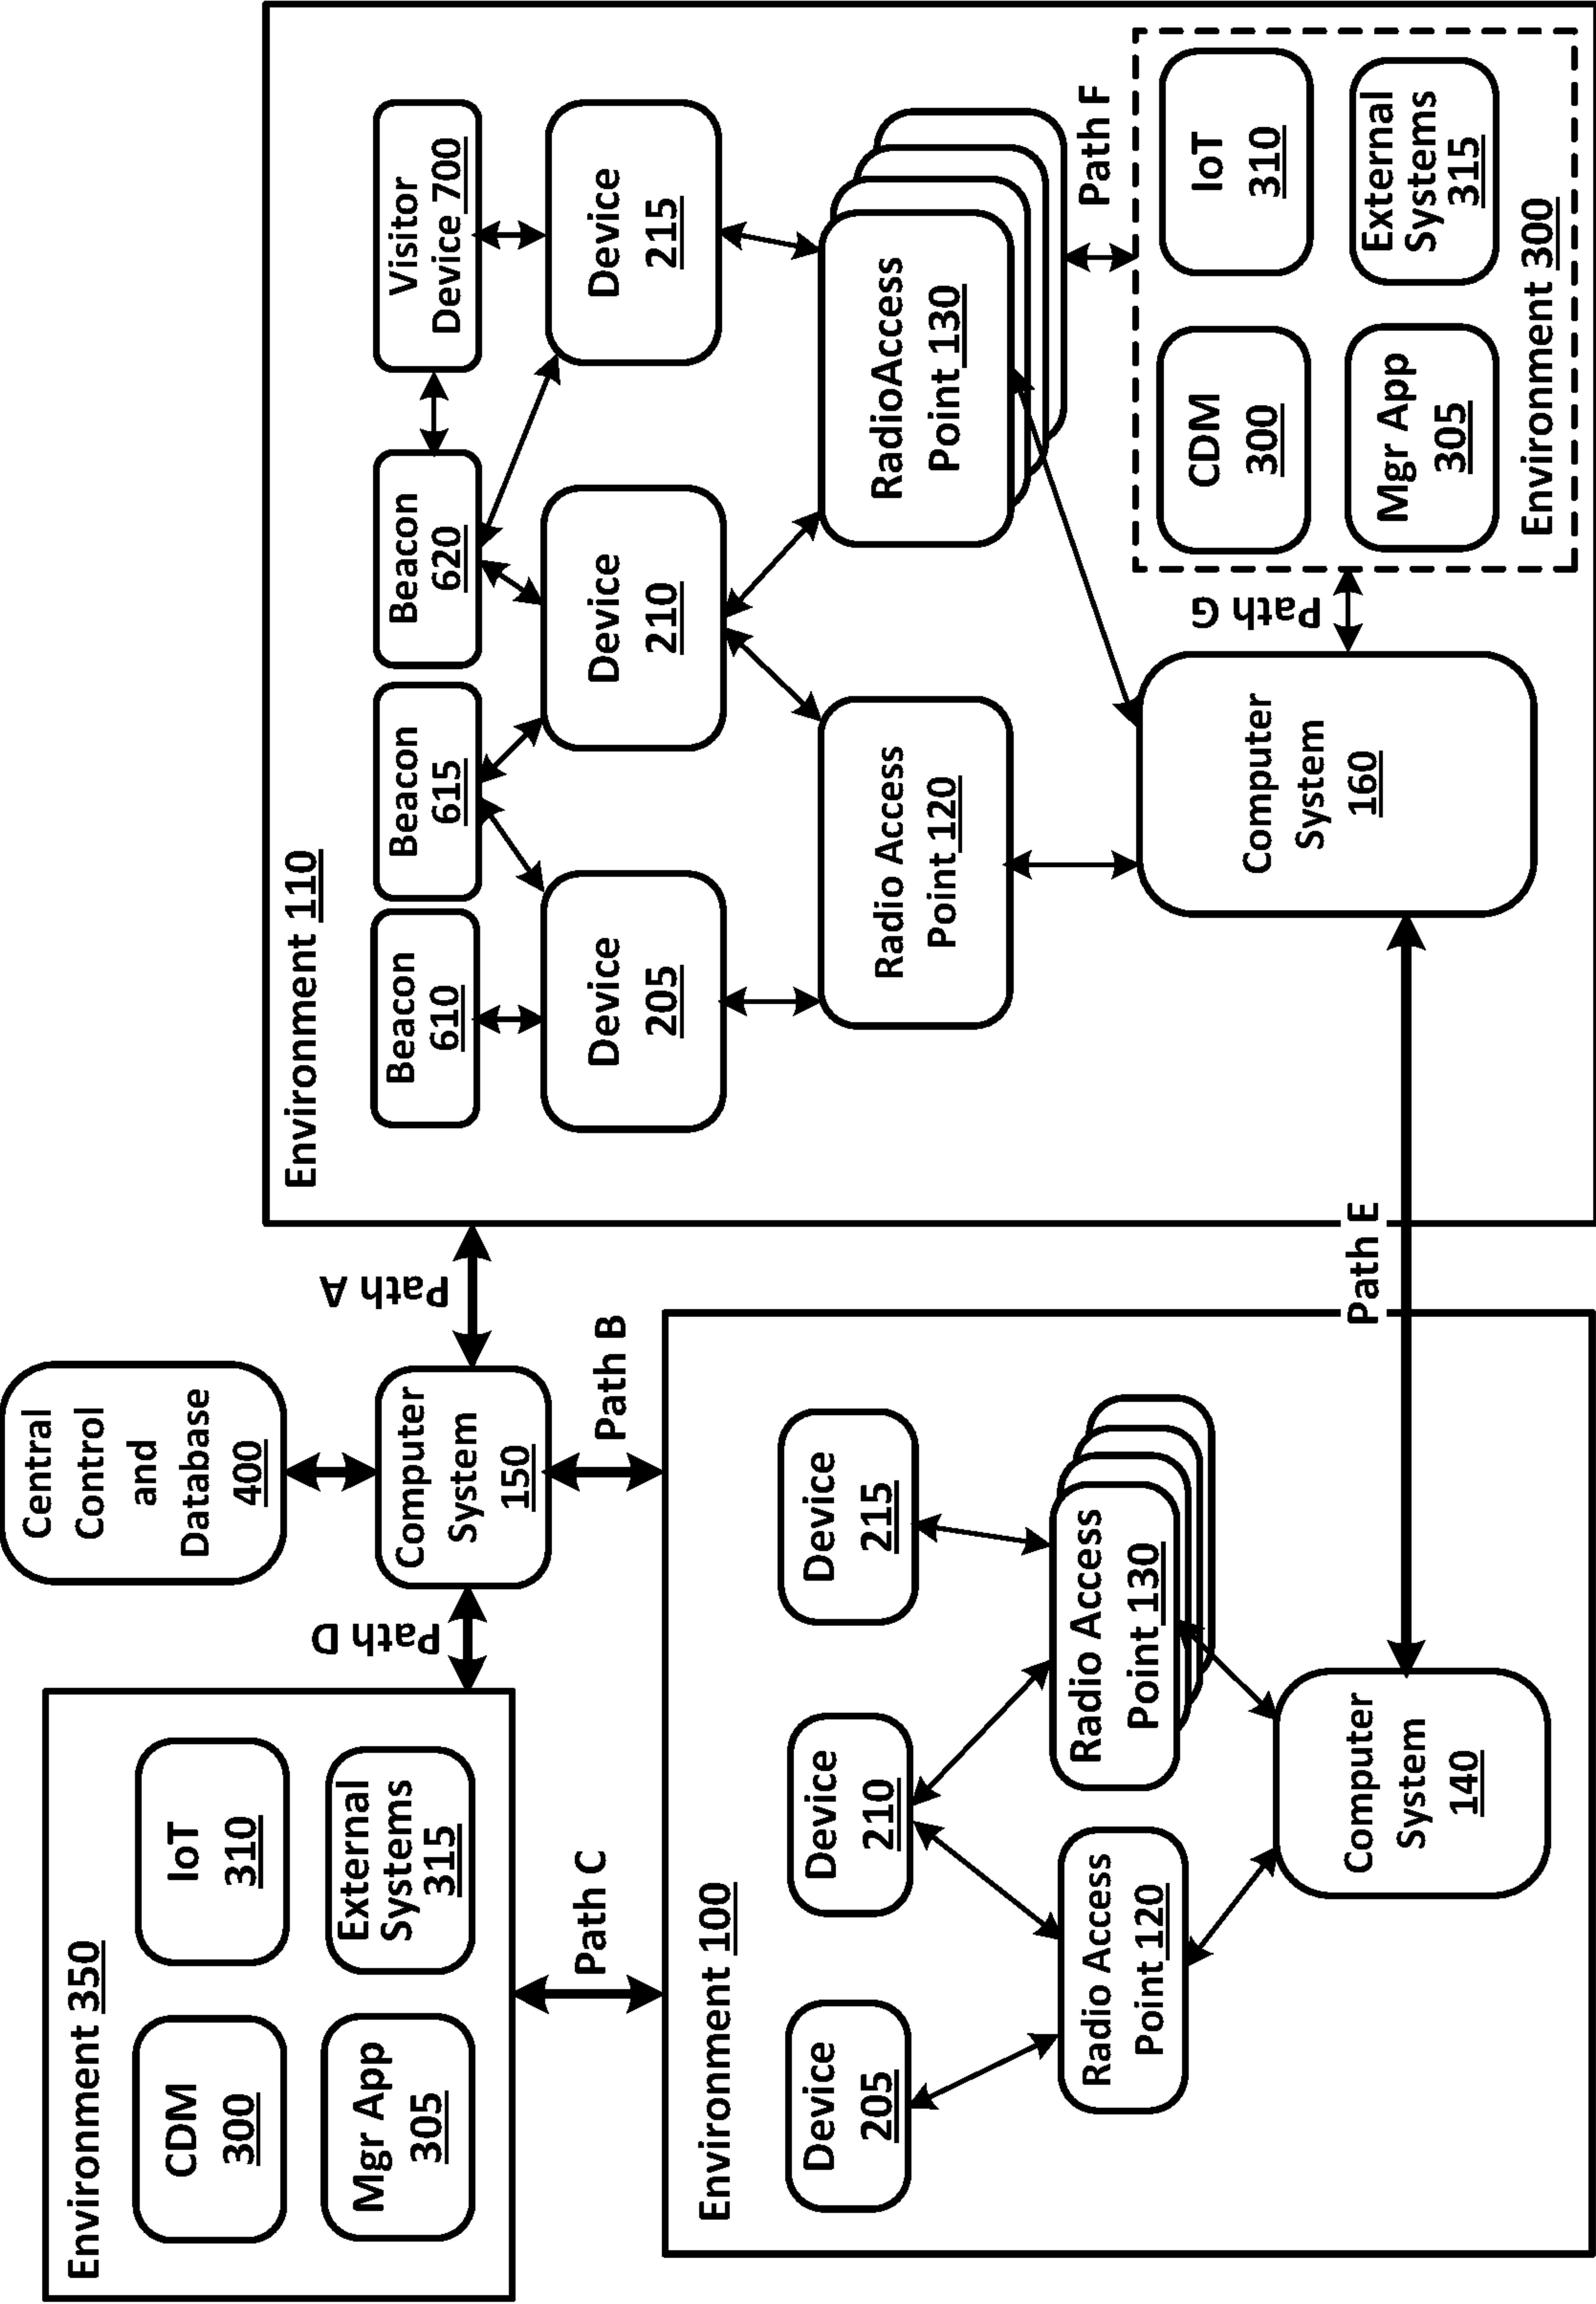 Environment 350
CDM
300
IoT
310
Mgr App
305
External
Systems
315
Path D
Central
Control
and
Database
400
Computer
System
150
Path A
Path B
Path C
Environment 100
Device
205
Device
210
Device
215
Radio Access
Point 120
Radio Access
Point 130
Computer
System
140
Path E
Environment 110
Beacon
610
Beacon
615
Beacon
620
Visitor
Device 700
Device
205
Device
210
Device
215
Radio Access
Point 120
RadioAccess
Point 130
Computer
System
160
Path G
Path F
CDM
300
IoT
310
Mgr App
305
External
Systems
315
Environment 300